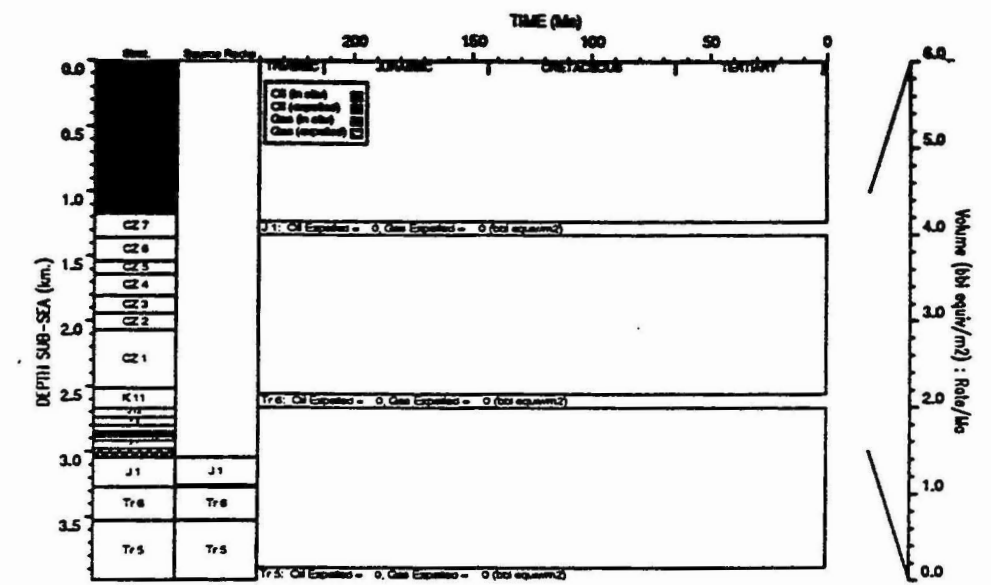 TIME (Ma)
200 150 100 50 0
Strat. Source Rocks
TRIASSIC JURASSIC CRETACEOUS TERTIARY
Oil (in situ)
Oil (expelled)
Gas (in situ)
Gas (expelled)
DEPTH SUB-SEA (km.)
0.0
0.5
1.0
1.5
2.0
2.5
3.0
3.5
CZ 7
CZ 6
CZ 5
CZ 4
CZ 3
CZ 2
CZ 1
K 11
J 1 J 1
Tr 6 Tr 6
Tr 5 Tr 5
J 1: Oil Expelled = 0, Gas Expelled = 0 (bbl equiv/m2)
Tr 6: Oil Expelled = 0, Gas Expelled = 0 (bbl equiv/m2)
Tr 5: Oil Expelled = 0, Gas Expelled = 0 (bbl equiv/m2)
6.0
5.0
4.0
3.0
2.0
1.0
0.0
Volume (bbl equiv/m2) : Rate/Ma